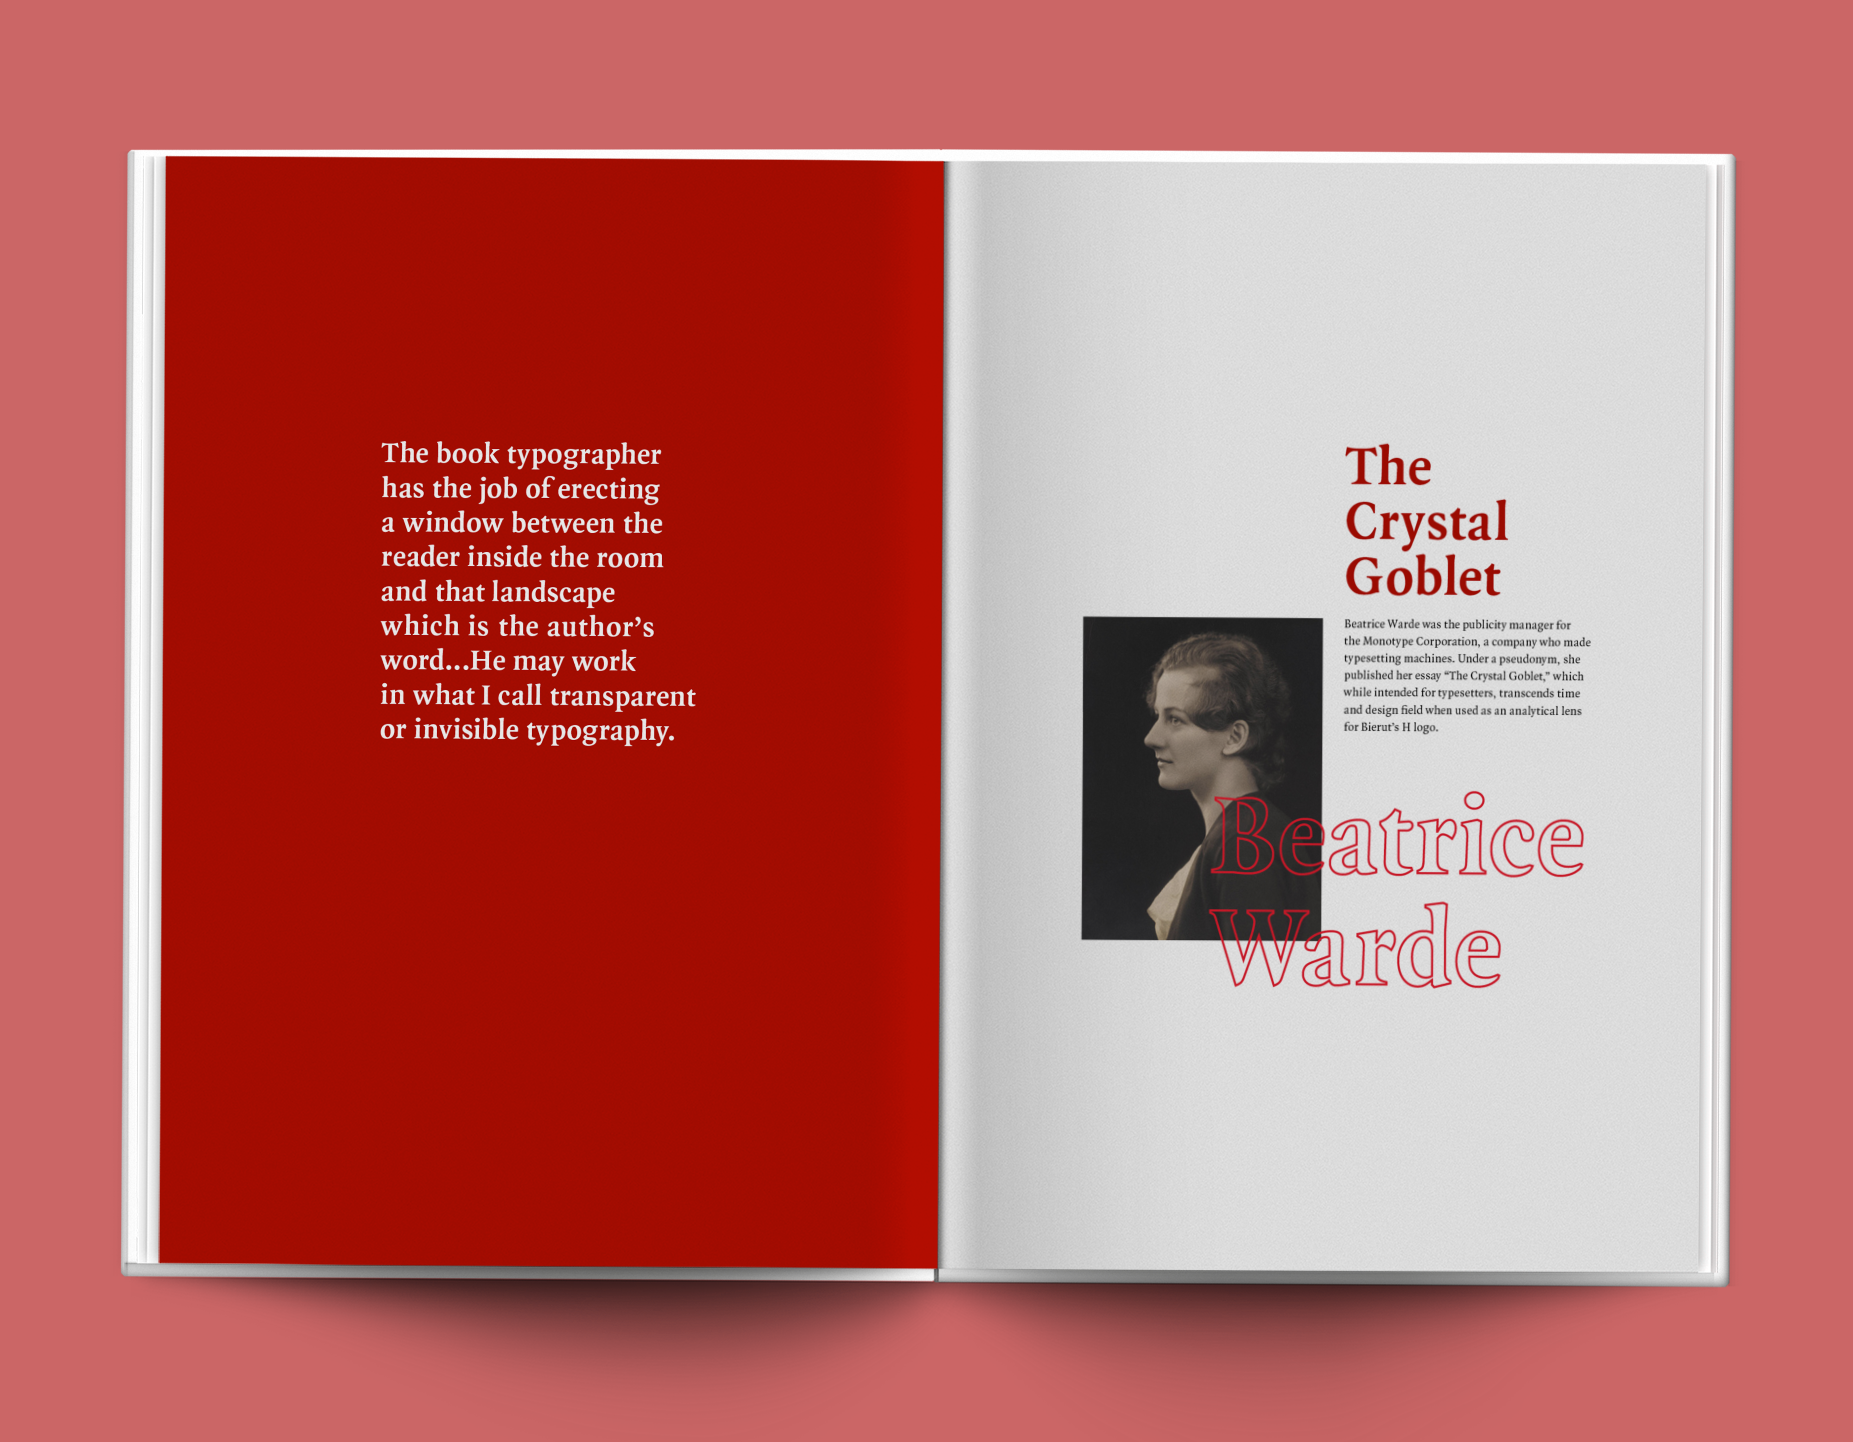 The book typographer
has the job of erecting
a window between the
reader inside the room
and that landscape
which is the author’s
word...He may work
in what I call transparent
or invisible typography.
The
Crystal
Goblet
Beatrice Warde was the publicity manager for
the Monotype Corporation, a company who made
typesetting machines. Under a pseudonym, she
published her essay “The Crystal Goblet,” which
while intended for typesetters, transcends time
and design field when used as an analytical lens
for Bierut’s H logo.
Beatrice
Warde